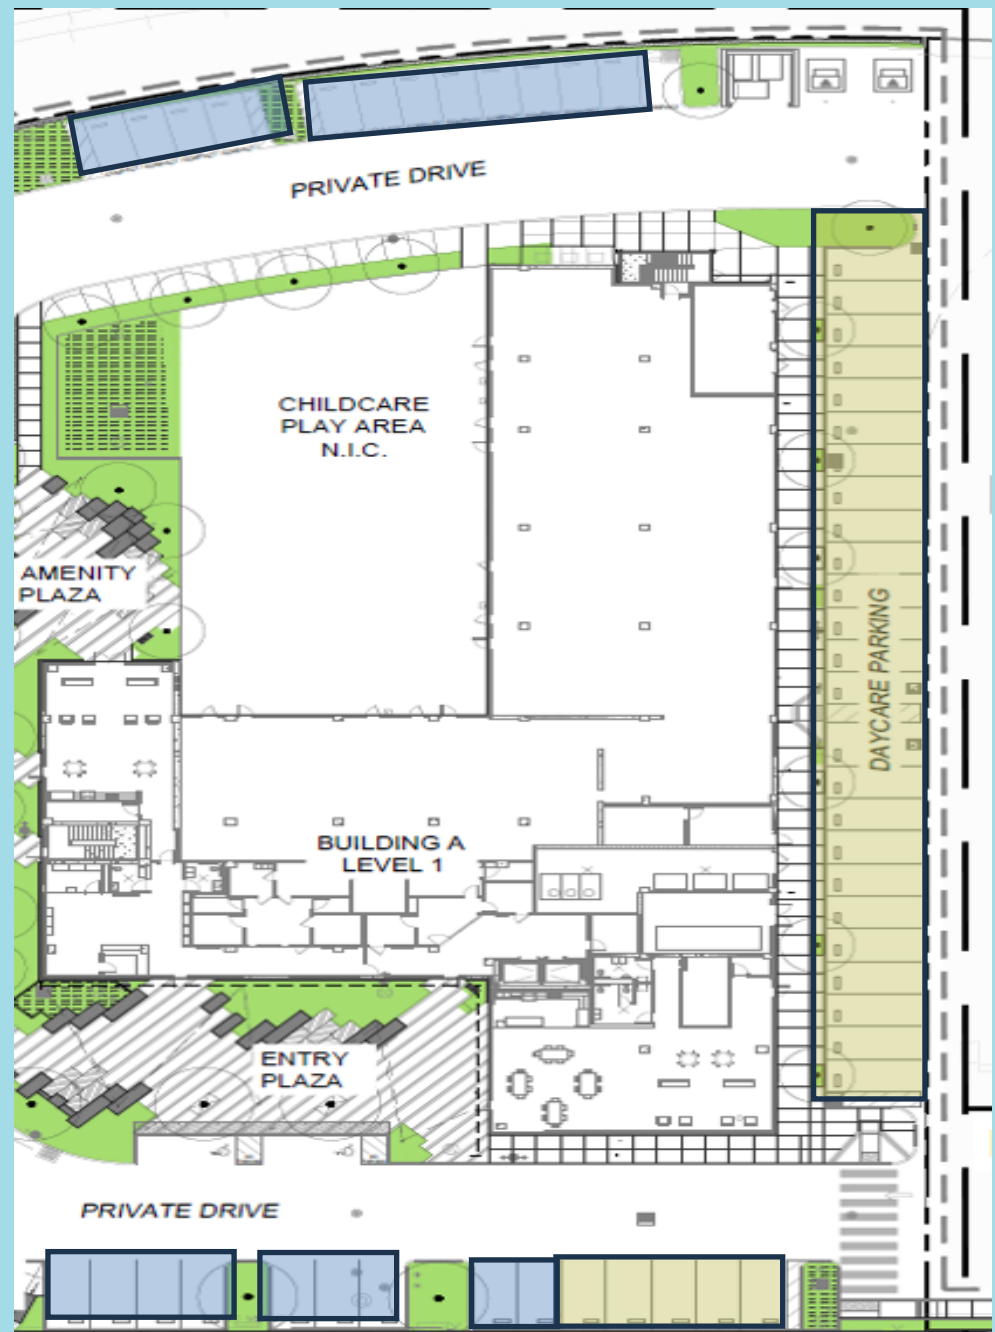 PRIVATE DRIVE
CHILDCARE
PLAY AREA
N.I.C.
AMENITY
PLAZA
DAYCARE PARKING
BUILDING A
LEVEL 1
ENTRY
PLAZA
PRIVATE DRIVE